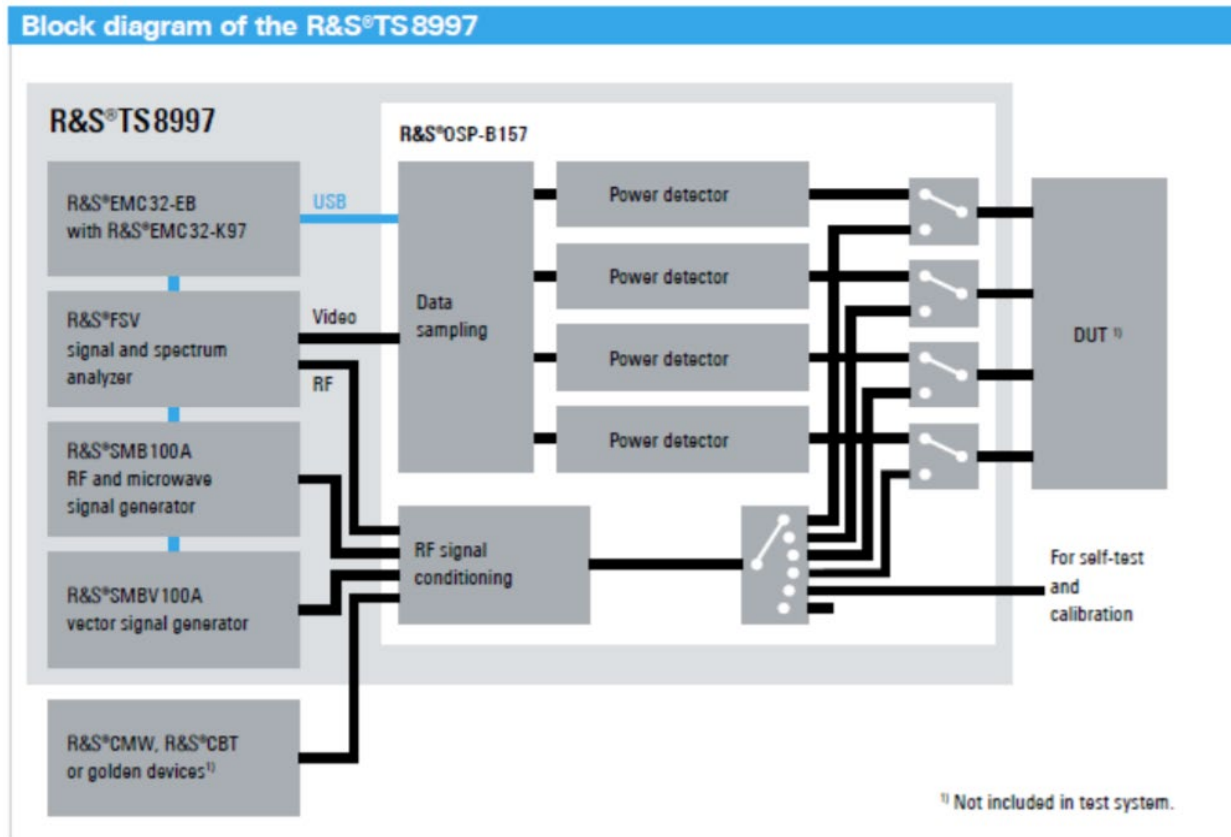 Block diagram of the R&S®TS8997
R&S®TS8997
R&S®OSP-B157
R&S®EMC32-EB
with R&S®EMC32-K97
USB
R&S®FSV
signal and spectrum
analyzer
Video
RF
R&S®SMB100A
RF and microwave
signal generator
R&S®SMBV100A
vector signal generator
R&S®CMW, R&S®CBT
or golden devices¹⁾
Data
sampling
Power detector
Power detector
Power detector
Power detector
RF signal
conditioning
DUT ¹⁾
For self-test
and
calibration
¹⁾ Not included in test system.